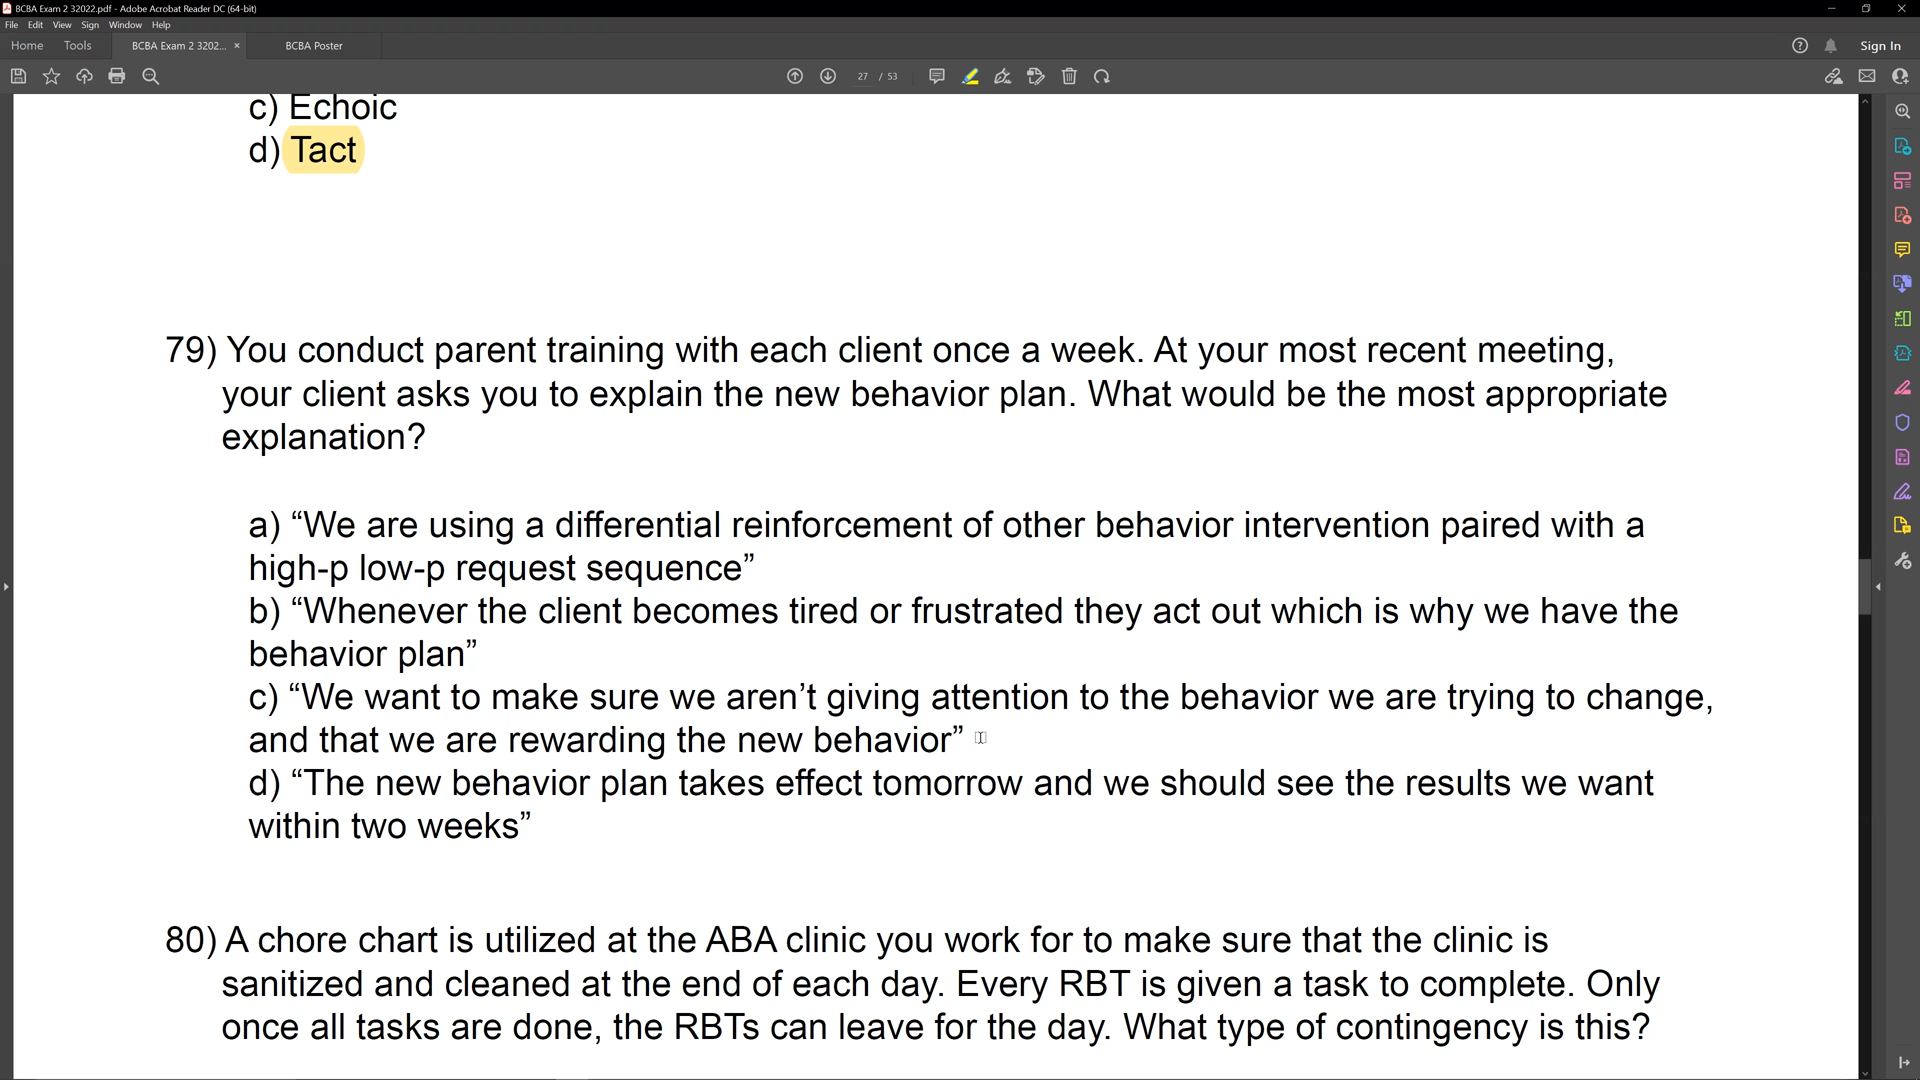 BCBA Exam 2 32022.pdf - Adobe Acrobat Reader DC (64-bit)
File Edit View Sign Window Help
Home Tools BCBA Exam 2 3202... × BCBA Poster Sign In
27 / 53
c) Echoic
d) Tact
79) You conduct parent training with each client once a week. At your most recent meeting,
your client asks you to explain the new behavior plan. What would be the most appropriate
explanation?
a) “We are using a differential reinforcement of other behavior intervention paired with a
high-p low-p request sequence”
b) “Whenever the client becomes tired or frustrated they act out which is why we have the
behavior plan”
c) “We want to make sure we aren’t giving attention to the behavior we are trying to change,
and that we are rewarding the new behavior”
d) “The new behavior plan takes effect tomorrow and we should see the results we want
within two weeks”
80) A chore chart is utilized at the ABA clinic you work for to make sure that the clinic is
sanitized and cleaned at the end of each day. Every RBT is given a task to complete. Only
once all tasks are done, the RBTs can leave for the day. What type of contingency is this?